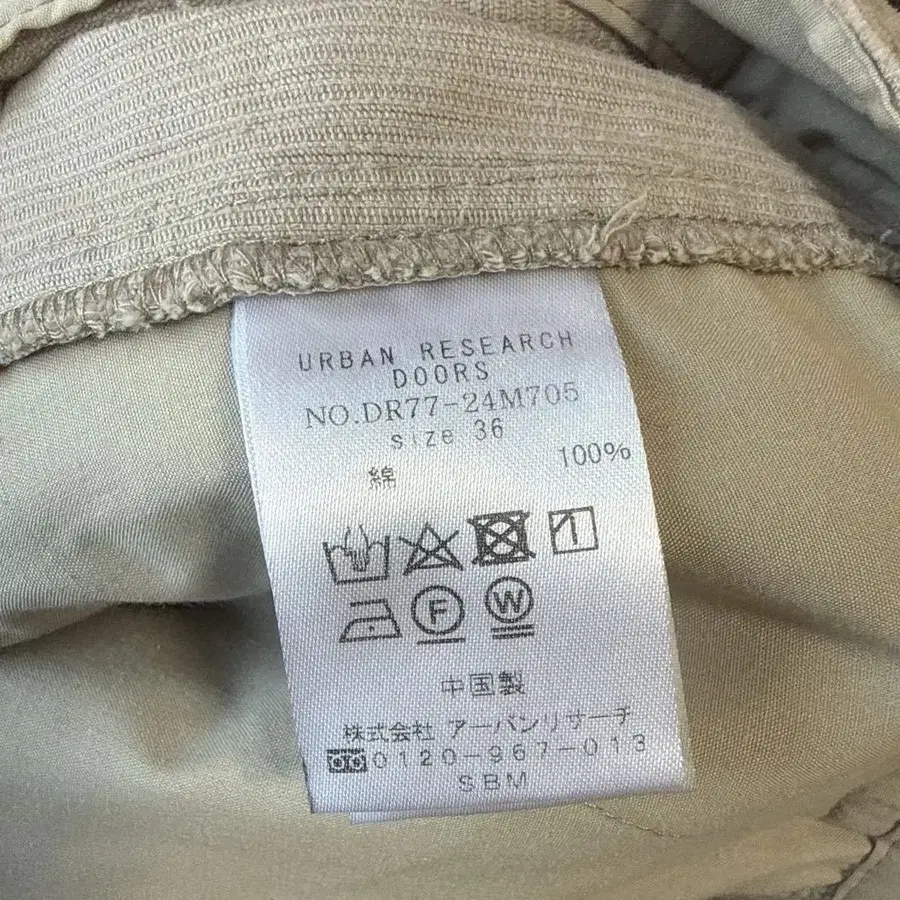 URBAN RESEARCH
DOORS
NO.DR77-24M705
size 36
綿 100%
F W
中国製
株式会社 アーバンリサーチ
0120-967-013
SBM